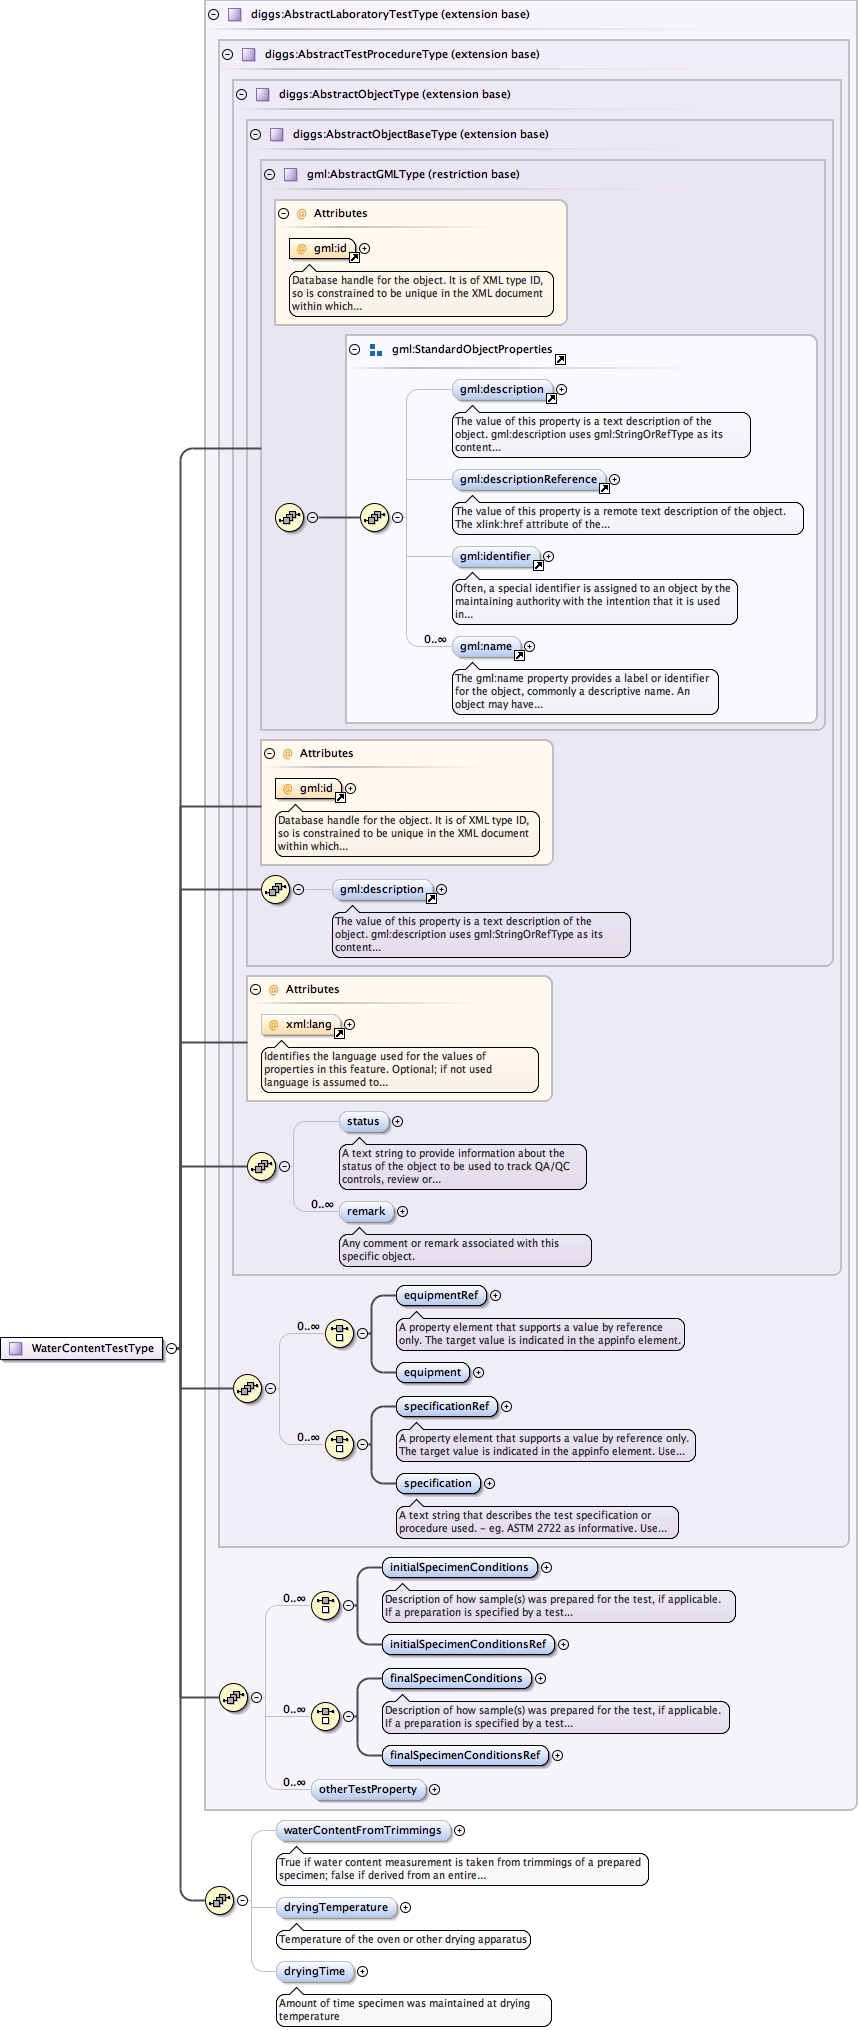 diggs:AbstractLaboratoryTestType (extension base)
diggs:AbstractTestProcedureType (extension base)
diggs:AbstractObjectType (extension base)
diggs:AbstractObjectBaseType (extension base)
gml:AbstractGMLType (restriction base)
@ Attributes
@ gml:id
Database handle for the object. It is of XML type ID,
so is constrained to be unique in the XML document
within which...
gml:StandardObjectProperties
gml:description
The value of this property is a text description of the
object. gml:description uses gml:StringOrRefType as its
content...
gml:descriptionReference
The value of this property is a remote text description of the object.
The xlink:href attribute of the...
gml:identifier
Often, a special identifier is assigned to an object by the
maintaining authority with the intention that it is used
in...
0..∞
gml:name
The gml:name property provides a label or identifier
for the object, commonly a descriptive name. An
object may have...
@ Attributes
@ gml:id
Database handle for the object. It is of XML type ID,
so is constrained to be unique in the XML document
within which...
gml:description
The value of this property is a text description of the
object. gml:description uses gml:StringOrRefType as its
content...
@ Attributes
@ xml:lang
Identifies the language used for the values of
properties in this feature. Optional; if not used
language is assumed to...
status
A text string to provide information about the
status of the object to be used to track QA/QC
controls, review or...
0..∞
remark
Any comment or remark associated with this
specific object.
equipmentRef
0..∞
A property element that supports a value by reference
only. The target value is indicated in the appinfo element.
WaterContentTestType
equipment
specificationRef
0..∞
A property element that supports a value by reference only.
The target value is indicated in the appinfo element. Use...
specification
A text string that describes the test specification or
procedure used. - eg. ASTM 2722 as informative. Use...
initialSpecimenConditions
0..∞
Description of how sample(s) was prepared for the test, if applicable.
If a preparation is specified by a test...
initialSpecimenConditionsRef
finalSpecimenConditions
0..∞
Description of how sample(s) was prepared for the test, if applicable.
If a preparation is specified by a test...
finalSpecimenConditionsRef
0..∞
otherTestProperty
waterContentFromTrimmings
True if water content measurement is taken from trimmings of a prepared
specimen; false if derived from an entire...
dryingTemperature
Temperature of the oven or other drying apparatus
dryingTime
Amount of time specimen was maintained at drying
temperature